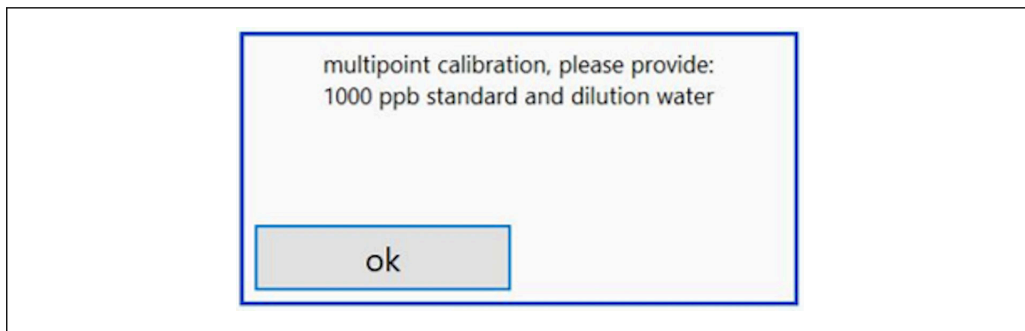 multipoint calibration, please provide:
1000 ppb standard and dilution water
ok